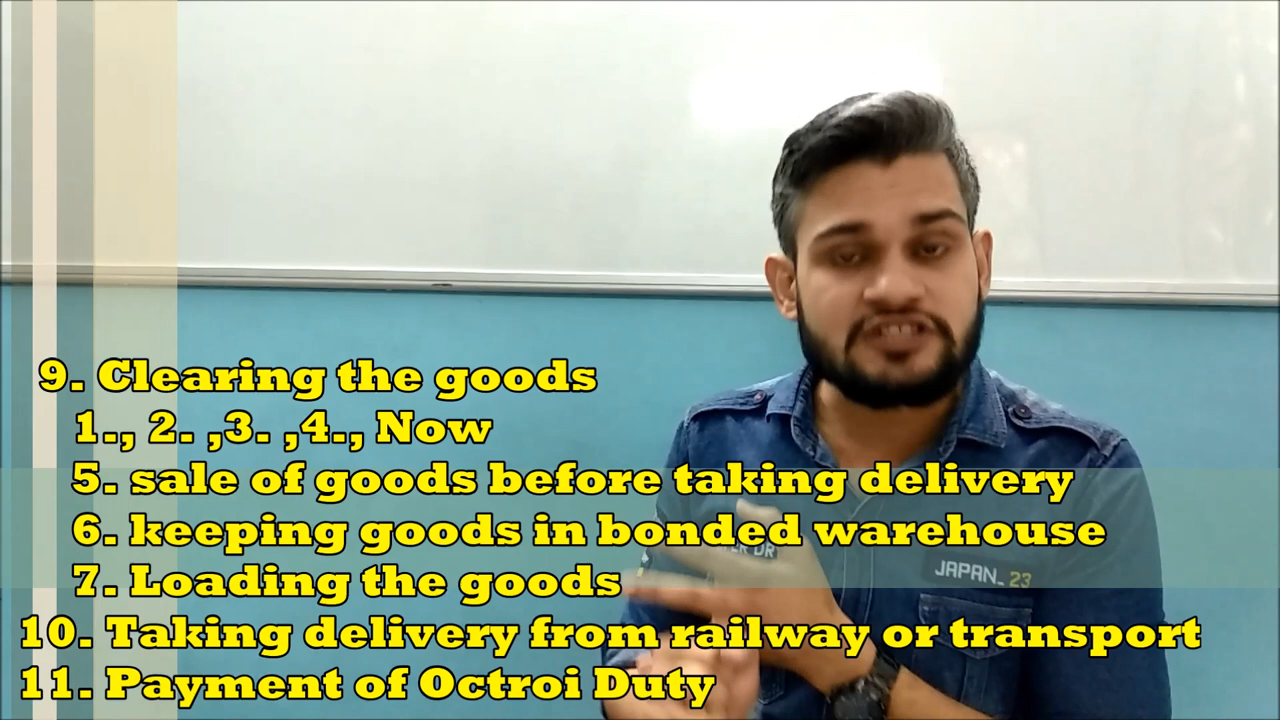 9. Clearing the goods
1., 2. ,3. ,4., Now
5. sale of goods before taking delivery
6. keeping goods in bonded warehouse
7. Loading the goods
10. Taking delivery from railway or transport
11. Payment of Octroi Duty
JAPAN_ 23